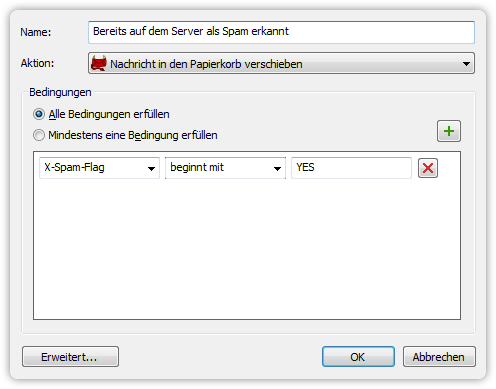 Name: Bereits auf dem Server als Spam erkannt
Aktion: Nachricht in den Papierkorb verschieben
Bedingungen
Alle Bedingungen erfüllen
Mindestens eine Bedingung erfüllen
X-Spam-Flag beginnt mit YES
Erweitert... OK Abbrechen